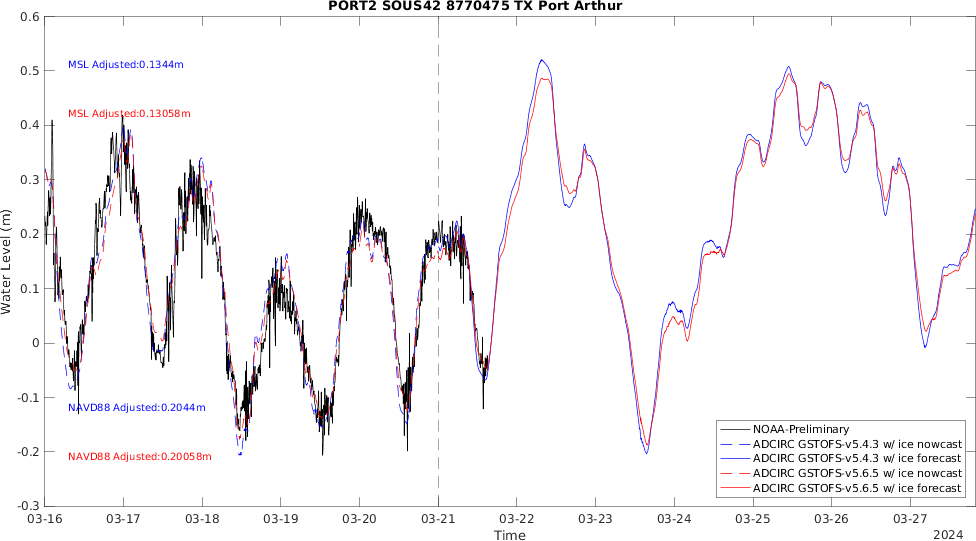 PORT2 SOUS42 8770475 TX Port Arthur
0.6
0.5
0.4
0.3
0.2
0.1
0
-0.1
-0.2
-0.3
Water Level (m)
MSL Adjusted:0.1344m
MSL Adjusted:0.13058m
NAVD88 Adjusted:0.2044m
NAVD88 Adjusted:0.20058m
NOAA-Preliminary
ADCIRC GSTOFS-v5.4.3 w/ ice nowcast
ADCIRC GSTOFS-v5.4.3 w/ ice forecast
ADCIRC GSTOFS-v5.6.5 w/ ice nowcast
ADCIRC GSTOFS-v5.6.5 w/ ice forecast
03-16 03-17 03-18 03-19 03-20 03-21 03-22 03-23 03-24 03-25 03-26 03-27
Time
2024